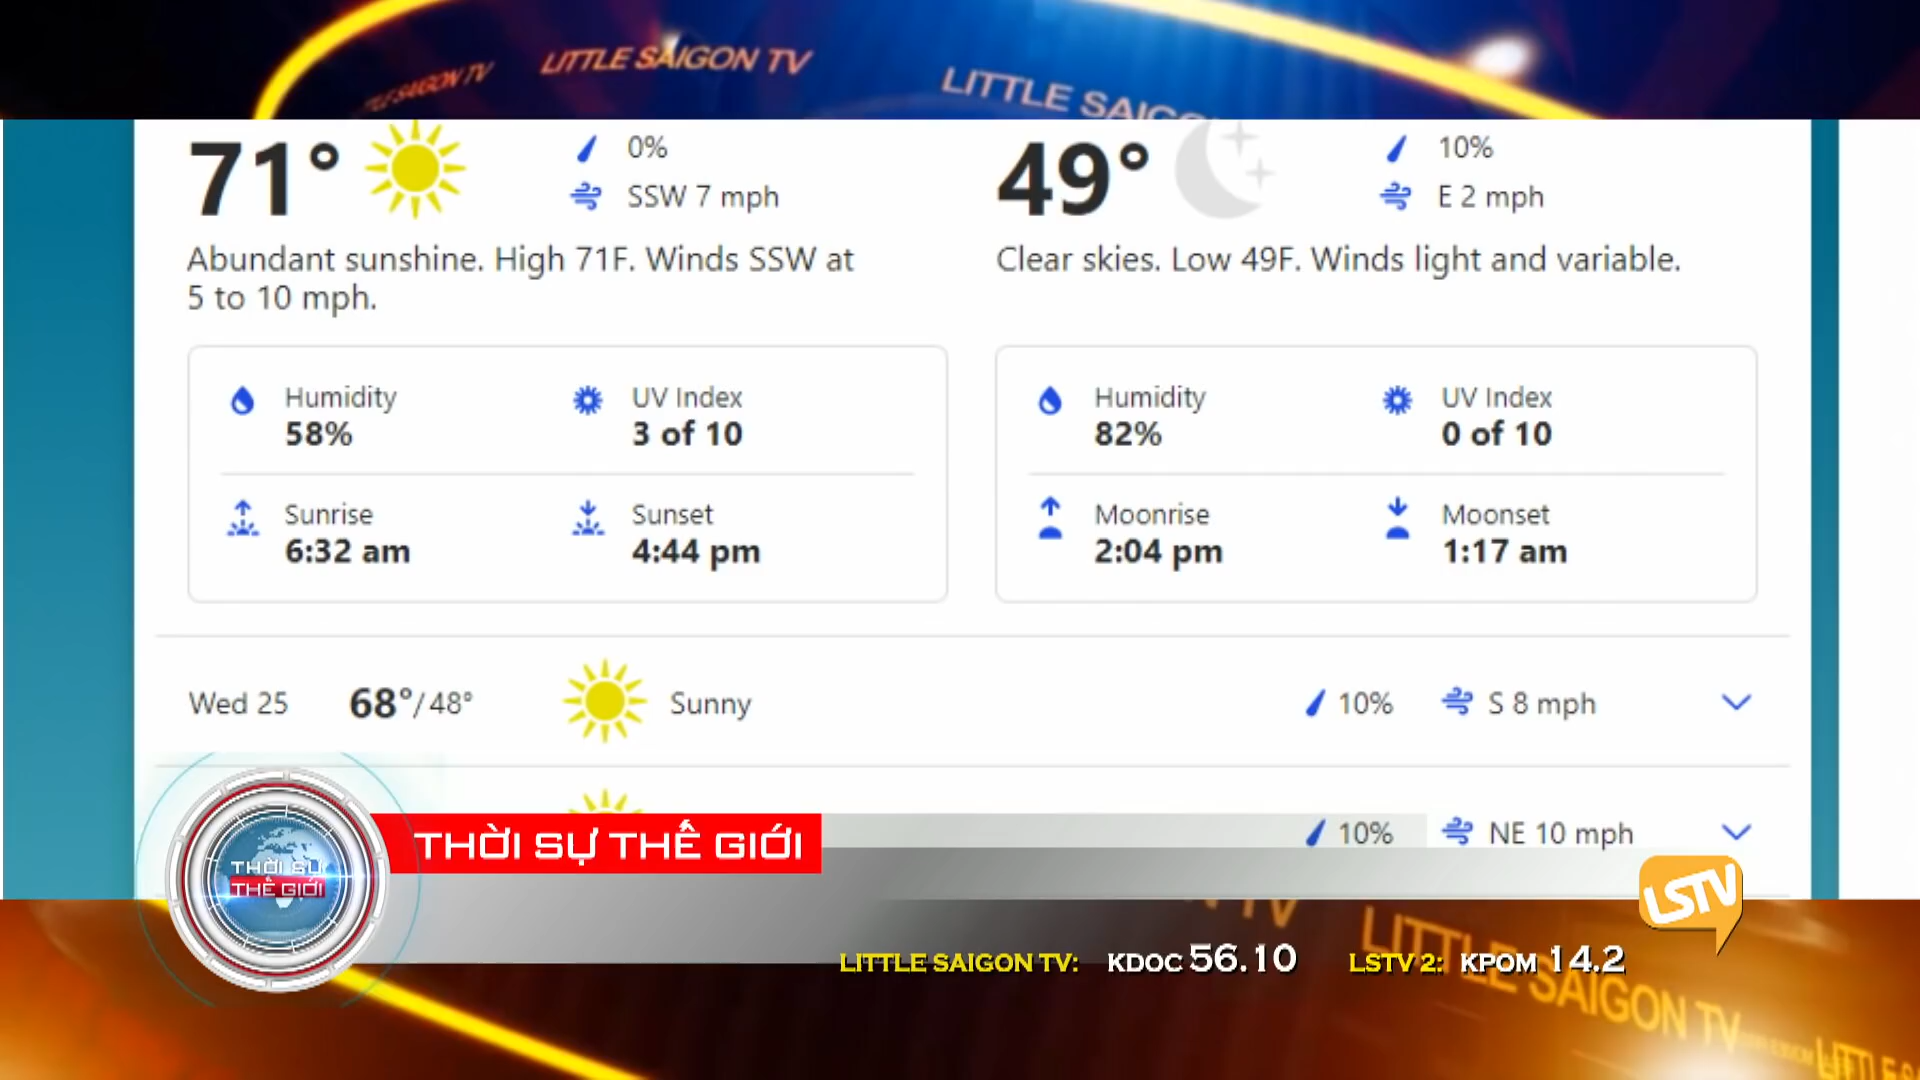 LITTLE SAIGON TV
LITTLE SAIGON TV
LITTLE SAIGON
71°
0%
SSW 7 mph
Abundant sunshine. High 71F. Winds SSW at
5 to 10 mph.
49°
10%
E 2 mph
Clear skies. Low 49F. Winds light and variable.
Humidity
58%
UV Index
3 of 10
Sunrise
6:32 am
Sunset
4:44 pm
Humidity
82%
UV Index
0 of 10
Moonrise
2:04 pm
Moonset
1:17 am
Wed 25 68°/48° Sunny 10% S 8 mph
10% NE 10 mph
THỜI SỰ THẾ GIỚI
THỜI SỰ
THẾ GIỚI
LSTV
LITTLE SAIGON TV: KDOC 56.10 LSTV 2: KPOM 14.2
LITTLE SAIGON TV